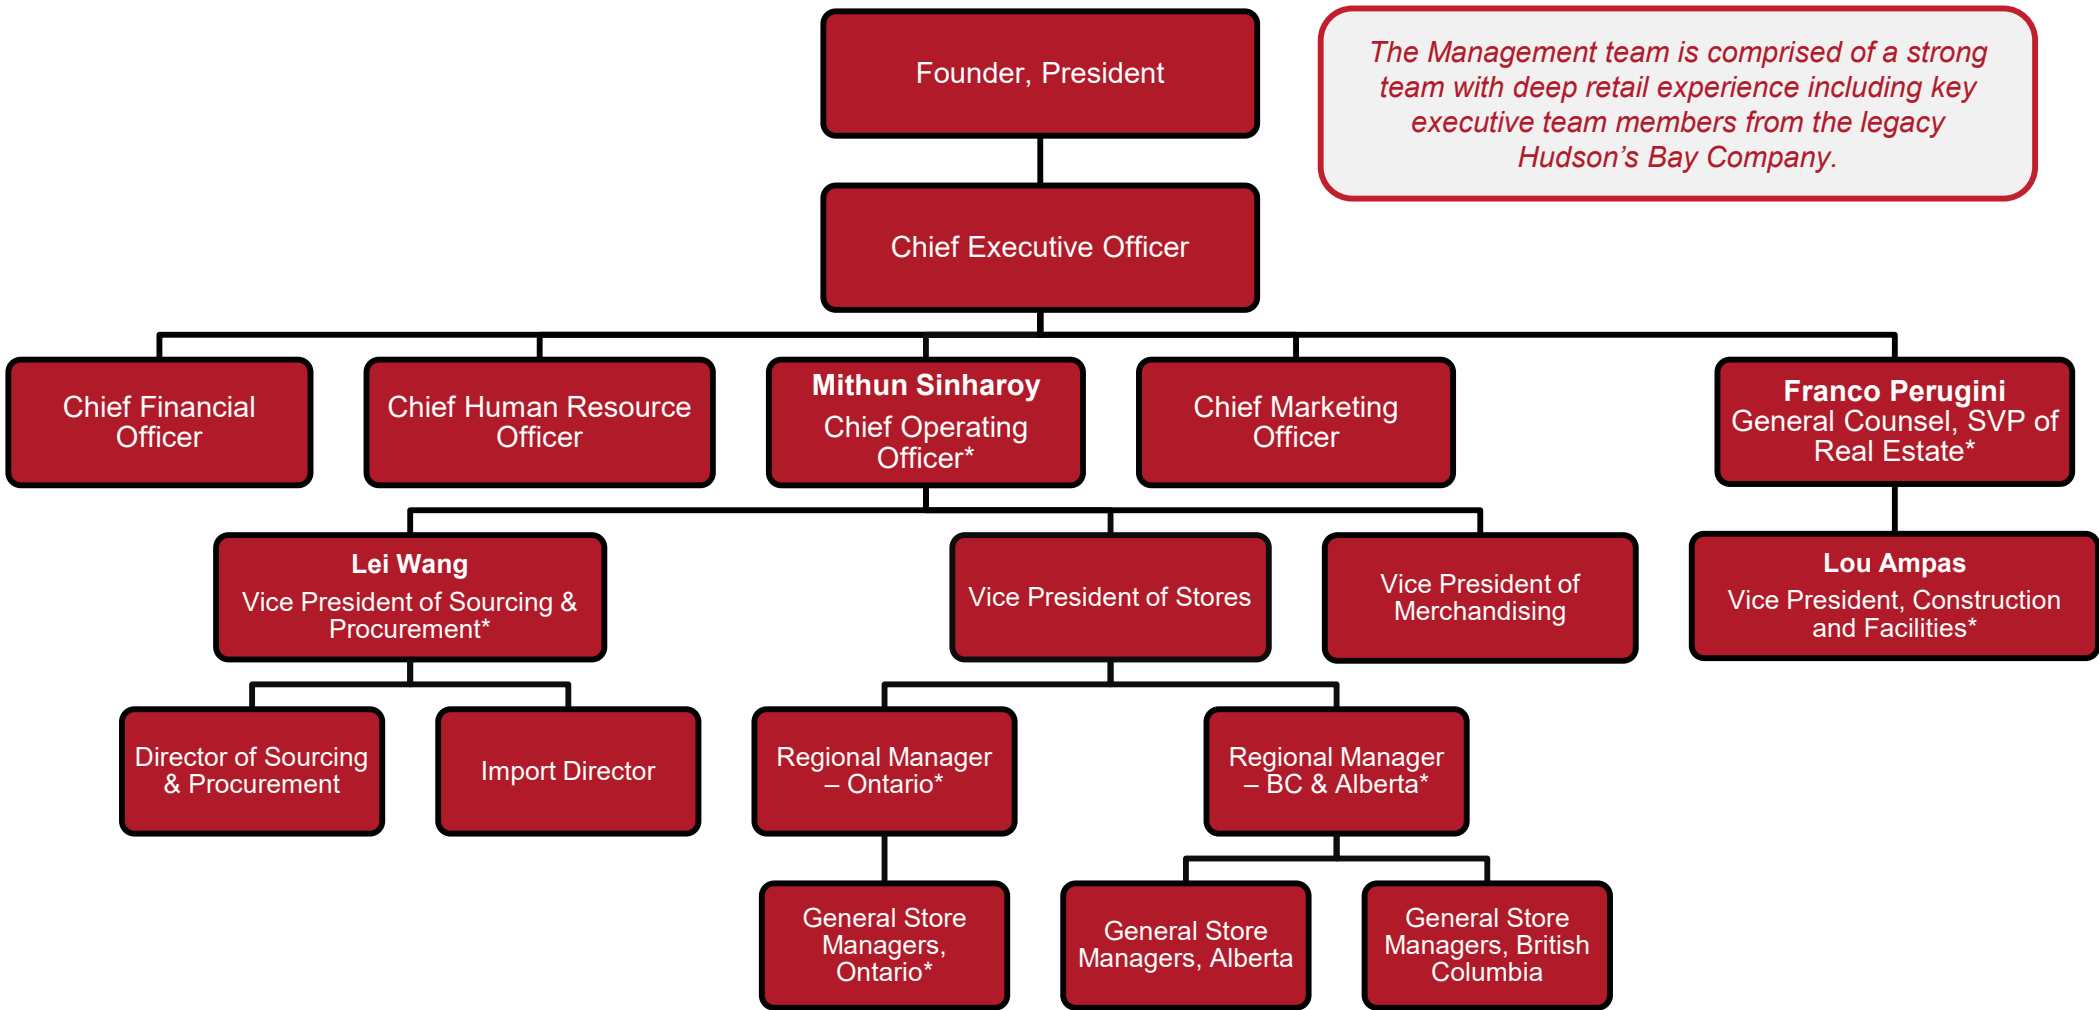 Founder, President
The Management team is comprised of a strong
team with deep retail experience including key
executive team members from the legacy
Hudson’s Bay Company.
Chief Executive Officer
Chief Financial
Officer
Chief Human Resource
Officer
Mithun Sinharoy
Chief Operating
Officer*
Chief Marketing
Officer
Franco Perugini
General Counsel, SVP of
Real Estate*
Lei Wang
Vice President of Sourcing &
Procurement*
Vice President of Stores
Vice President of
Merchandising
Lou Ampas
Vice President, Construction
and Facilities*
Director of Sourcing
& Procurement
Import Director
Regional Manager
– Ontario*
Regional Manager
– BC & Alberta*
General Store
Managers,
Ontario*
General Store
Managers, Alberta
General Store
Managers, British
Columbia